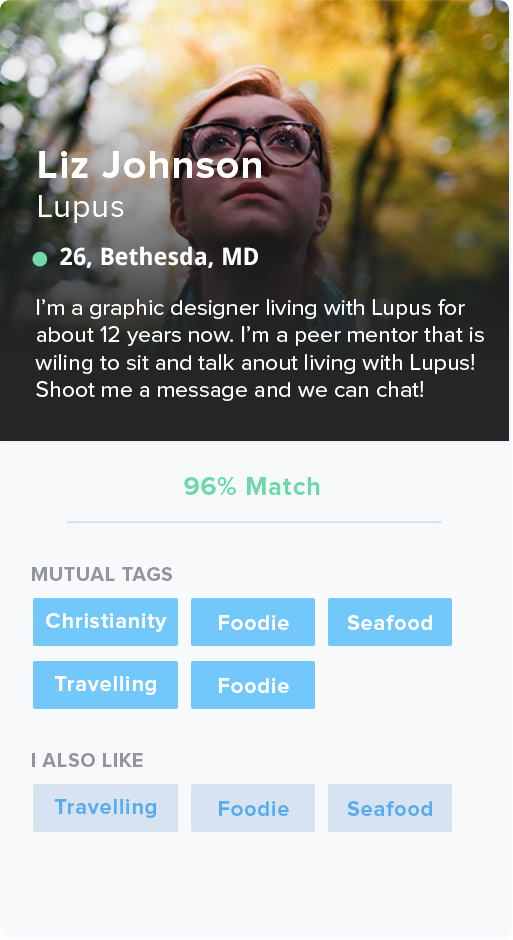 Liz Johnson
Lupus
26, Bethesda, MD
I'm a graphic designer living with Lupus for
about 12 years now. I'm a peer mentor that is
wiling to sit and talk anout living with Lupus!
Shoot me a message and we can chat!
96% Match
MUTUAL TAGS
Christianity Foodie Seafood
Travelling Foodie
I ALSO LIKE
Travelling Foodie Seafood